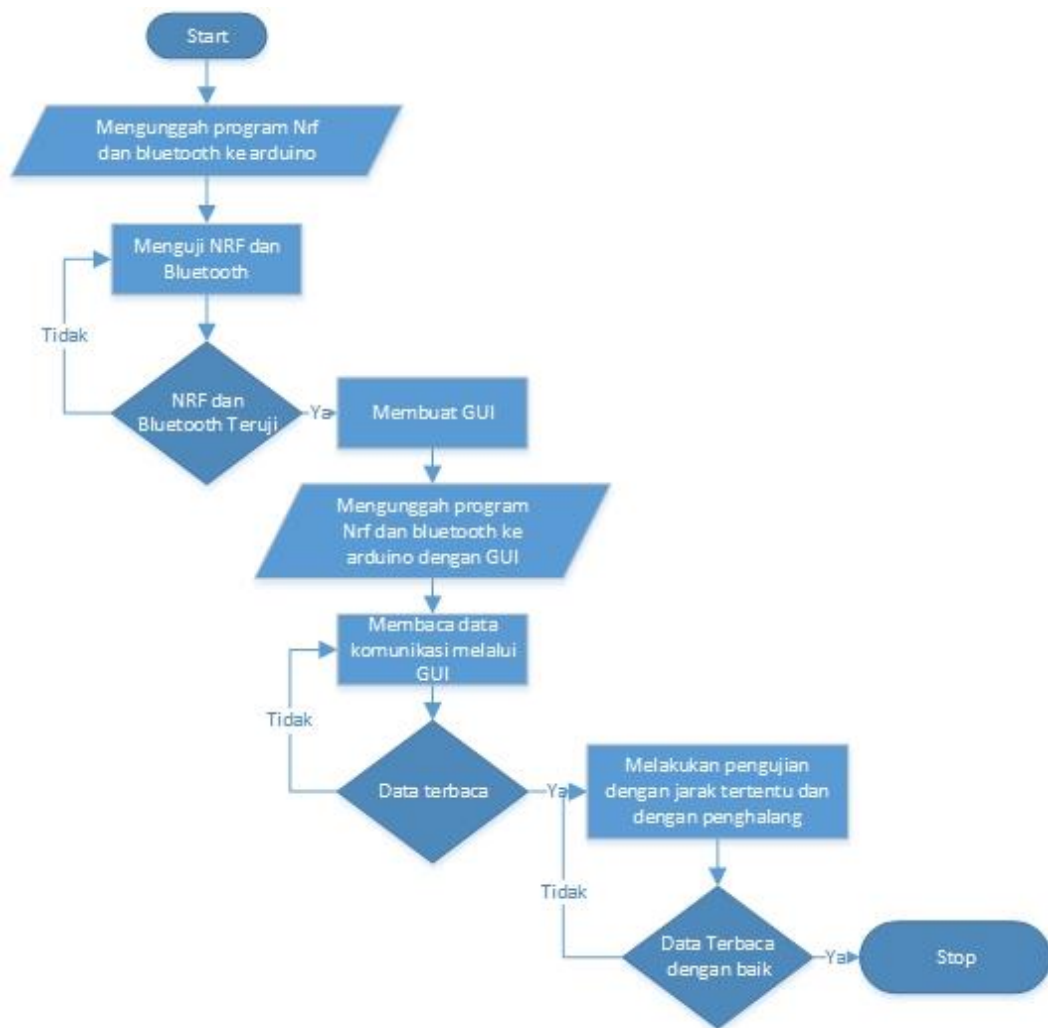 Start
Mengunggah program Nrf
dan bluetooth ke arduino
Menguji NRF dan
Bluetooth
Tidak
NRF dan
Bluetooth Teruji
Ya
Membuat GUI
Mengunggah program
Nrf dan bluetooth ke
arduino dengan GUI
Membaca data
komunikasi melalui
GUI
Tidak
Data terbaca
Ya
Melakukan pengujian
dengan jarak tertentu dan
dengan penghalang
Tidak
Data Terbaca
dengan baik
Ya
Stop